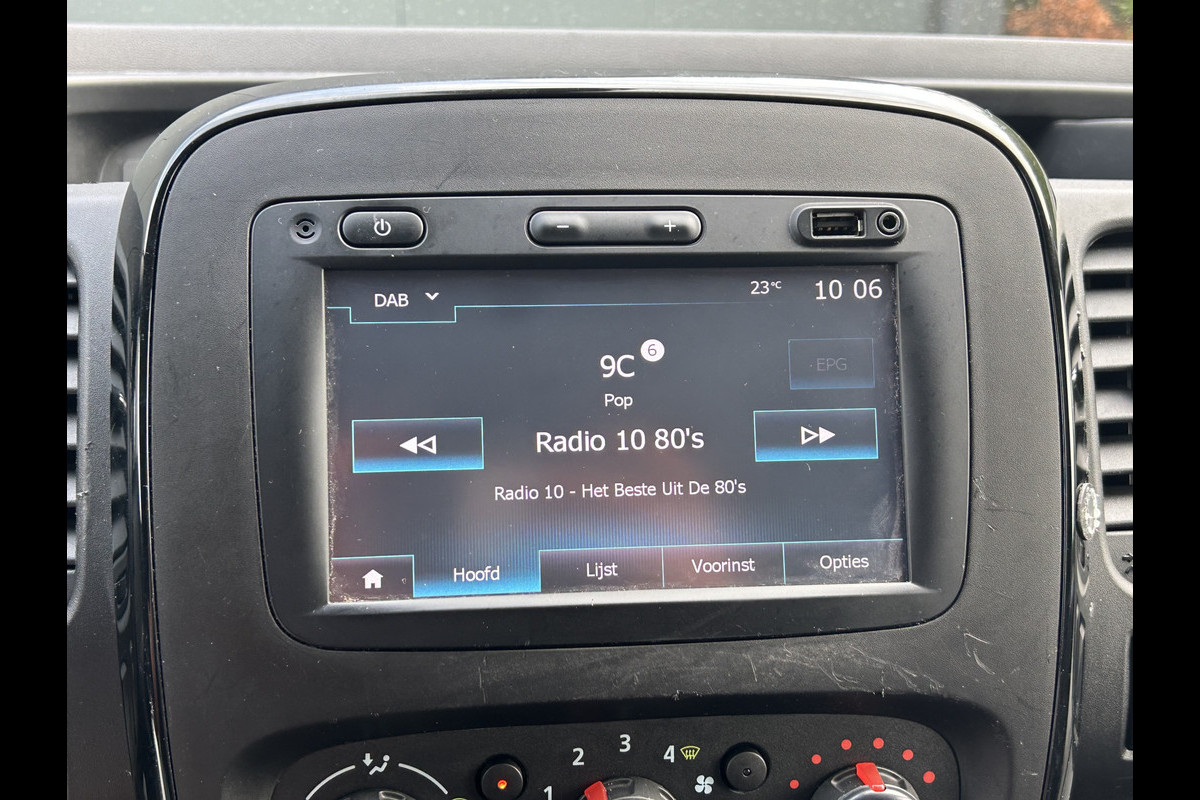 − +
DAB 23°C 10 06
9C 6
EPG
Pop
Radio 10 80's
Radio 10 - Het Beste Uit De 80's
Hoofd Lijst Voorinst Opties
1 2 3 4